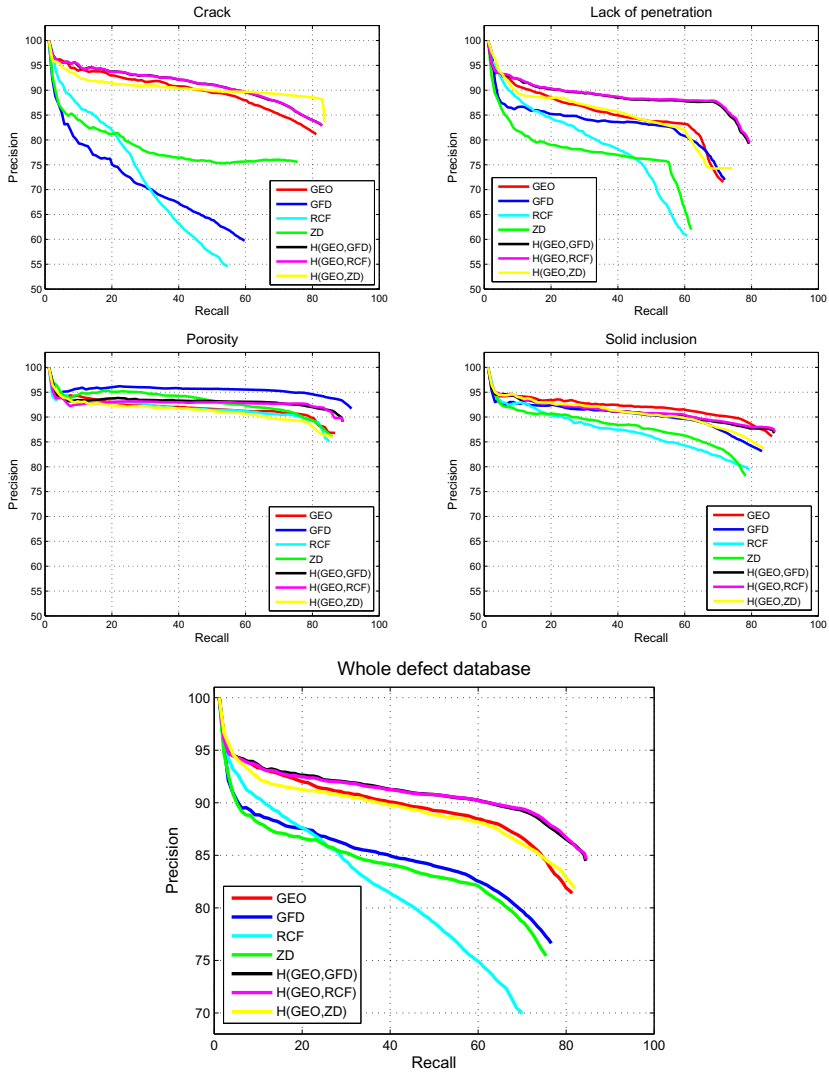 Crack
Precision
100
95
90
85
80
75
70
65
60
55
50
0
20
40
60
80
100
Recall
GEO
GFD
RCF
ZD
H(GEO,GFD)
H(GEO,RCF)
H(GEO,ZD)
Lack of penetration
Precision
100
95
90
85
80
75
70
65
60
55
50
0
20
40
60
80
100
Recall
GEO
GFD
RCF
ZD
H(GEO,GFD)
H(GEO,RCF)
H(GEO,ZD)
Porosity
Precision
100
95
90
85
80
75
70
65
60
55
50
0
20
40
60
80
100
Recall
GEO
GFD
RCF
ZD
H(GEO,GFD)
H(GEO,RCF)
H(GEO,ZD)
Solid inclusion
Precision
100
95
90
85
80
75
70
65
60
55
50
0
20
40
60
80
100
Recall
GEO
GFD
RCF
ZD
H(GEO,GFD)
H(GEO,RCF)
H(GEO,ZD)
Whole defect database
Precision
100
95
90
85
80
75
70
0
20
40
60
80
100
Recall
GEO
GFD
RCF
ZD
H(GEO,GFD)
H(GEO,RCF)
H(GEO,ZD)